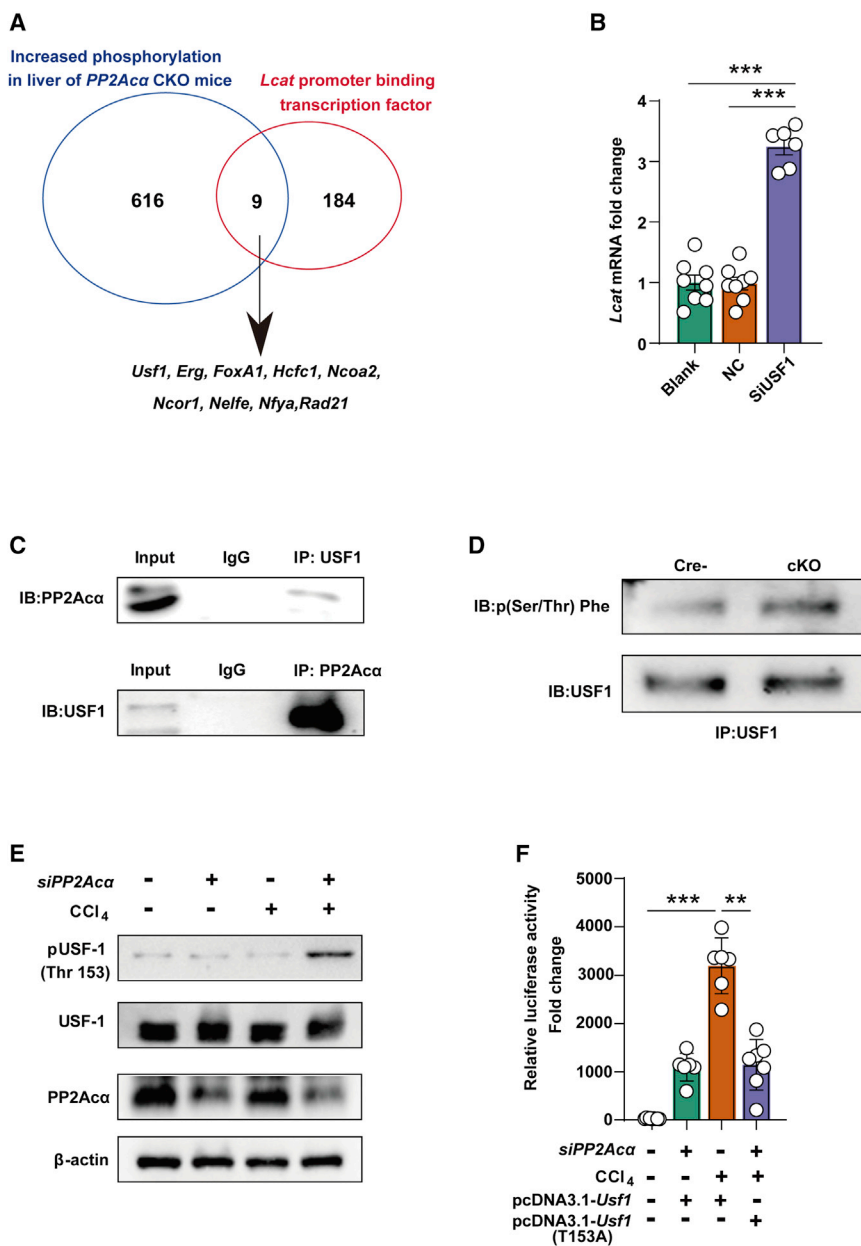 A
Increased phosphorylation
in liver of PP2Acα CKO mice
Lcat promoter binding
transcription factor
616
9
184
Usf1, Erg, FoxA1, Hcfc1, Ncoa2,
Ncor1, Nelfe, Nfya,Rad21
B
***
***
Lcat mRNA fold change
4
3
2
1
0
Blank
NC
SiUSF1
C
Input IgG IP: USF1
IB:PP2Acα
Input IgG IP: PP2Acα
IB:USF1
D
Cre- cKO
IB:p(Ser/Thr) Phe
IB:USF1
IP:USF1
E
siPP2Acα - + - +
CCl4 - - + +
pUSF-1
(Thr 153)
USF-1
PP2Acα
β-actin
F
*** **
Relative luciferase activity
Fold change
5000
4000
3000
2000
1000
0
siPP2Acα - + - +
CCl4 - - + +
pcDNA3.1-Usf1 - + + -
pcDNA3.1-Usf1 - - - +
(T153A)